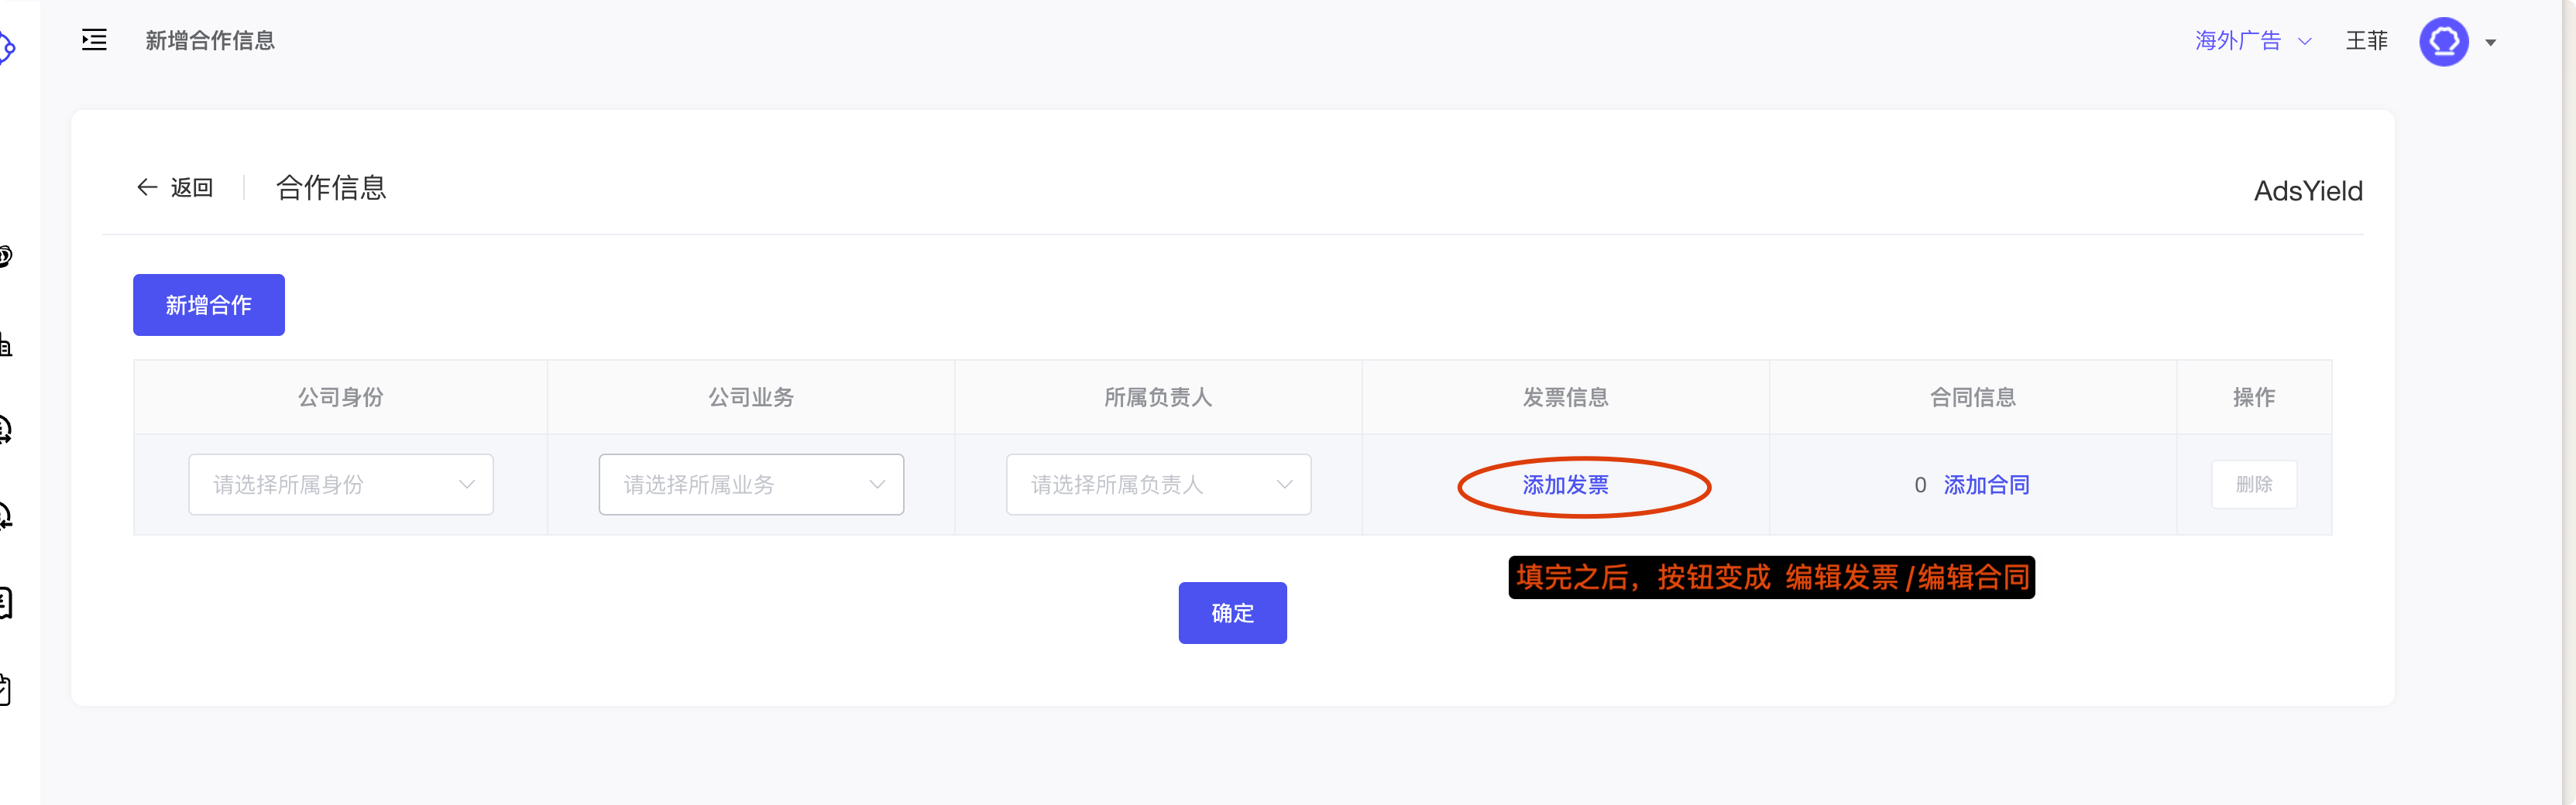 新增合作信息
海外广告
王菲
返回
合作信息
AdsYield
新增合作
公司身份 公司业务 所属负责人 发票信息 合同信息 操作
请选择所属身份 请选择所属业务 请选择所属负责人 添加发票 0 添加合同 删除
填完之后，按钮变成 编辑发票/编辑合同
确定